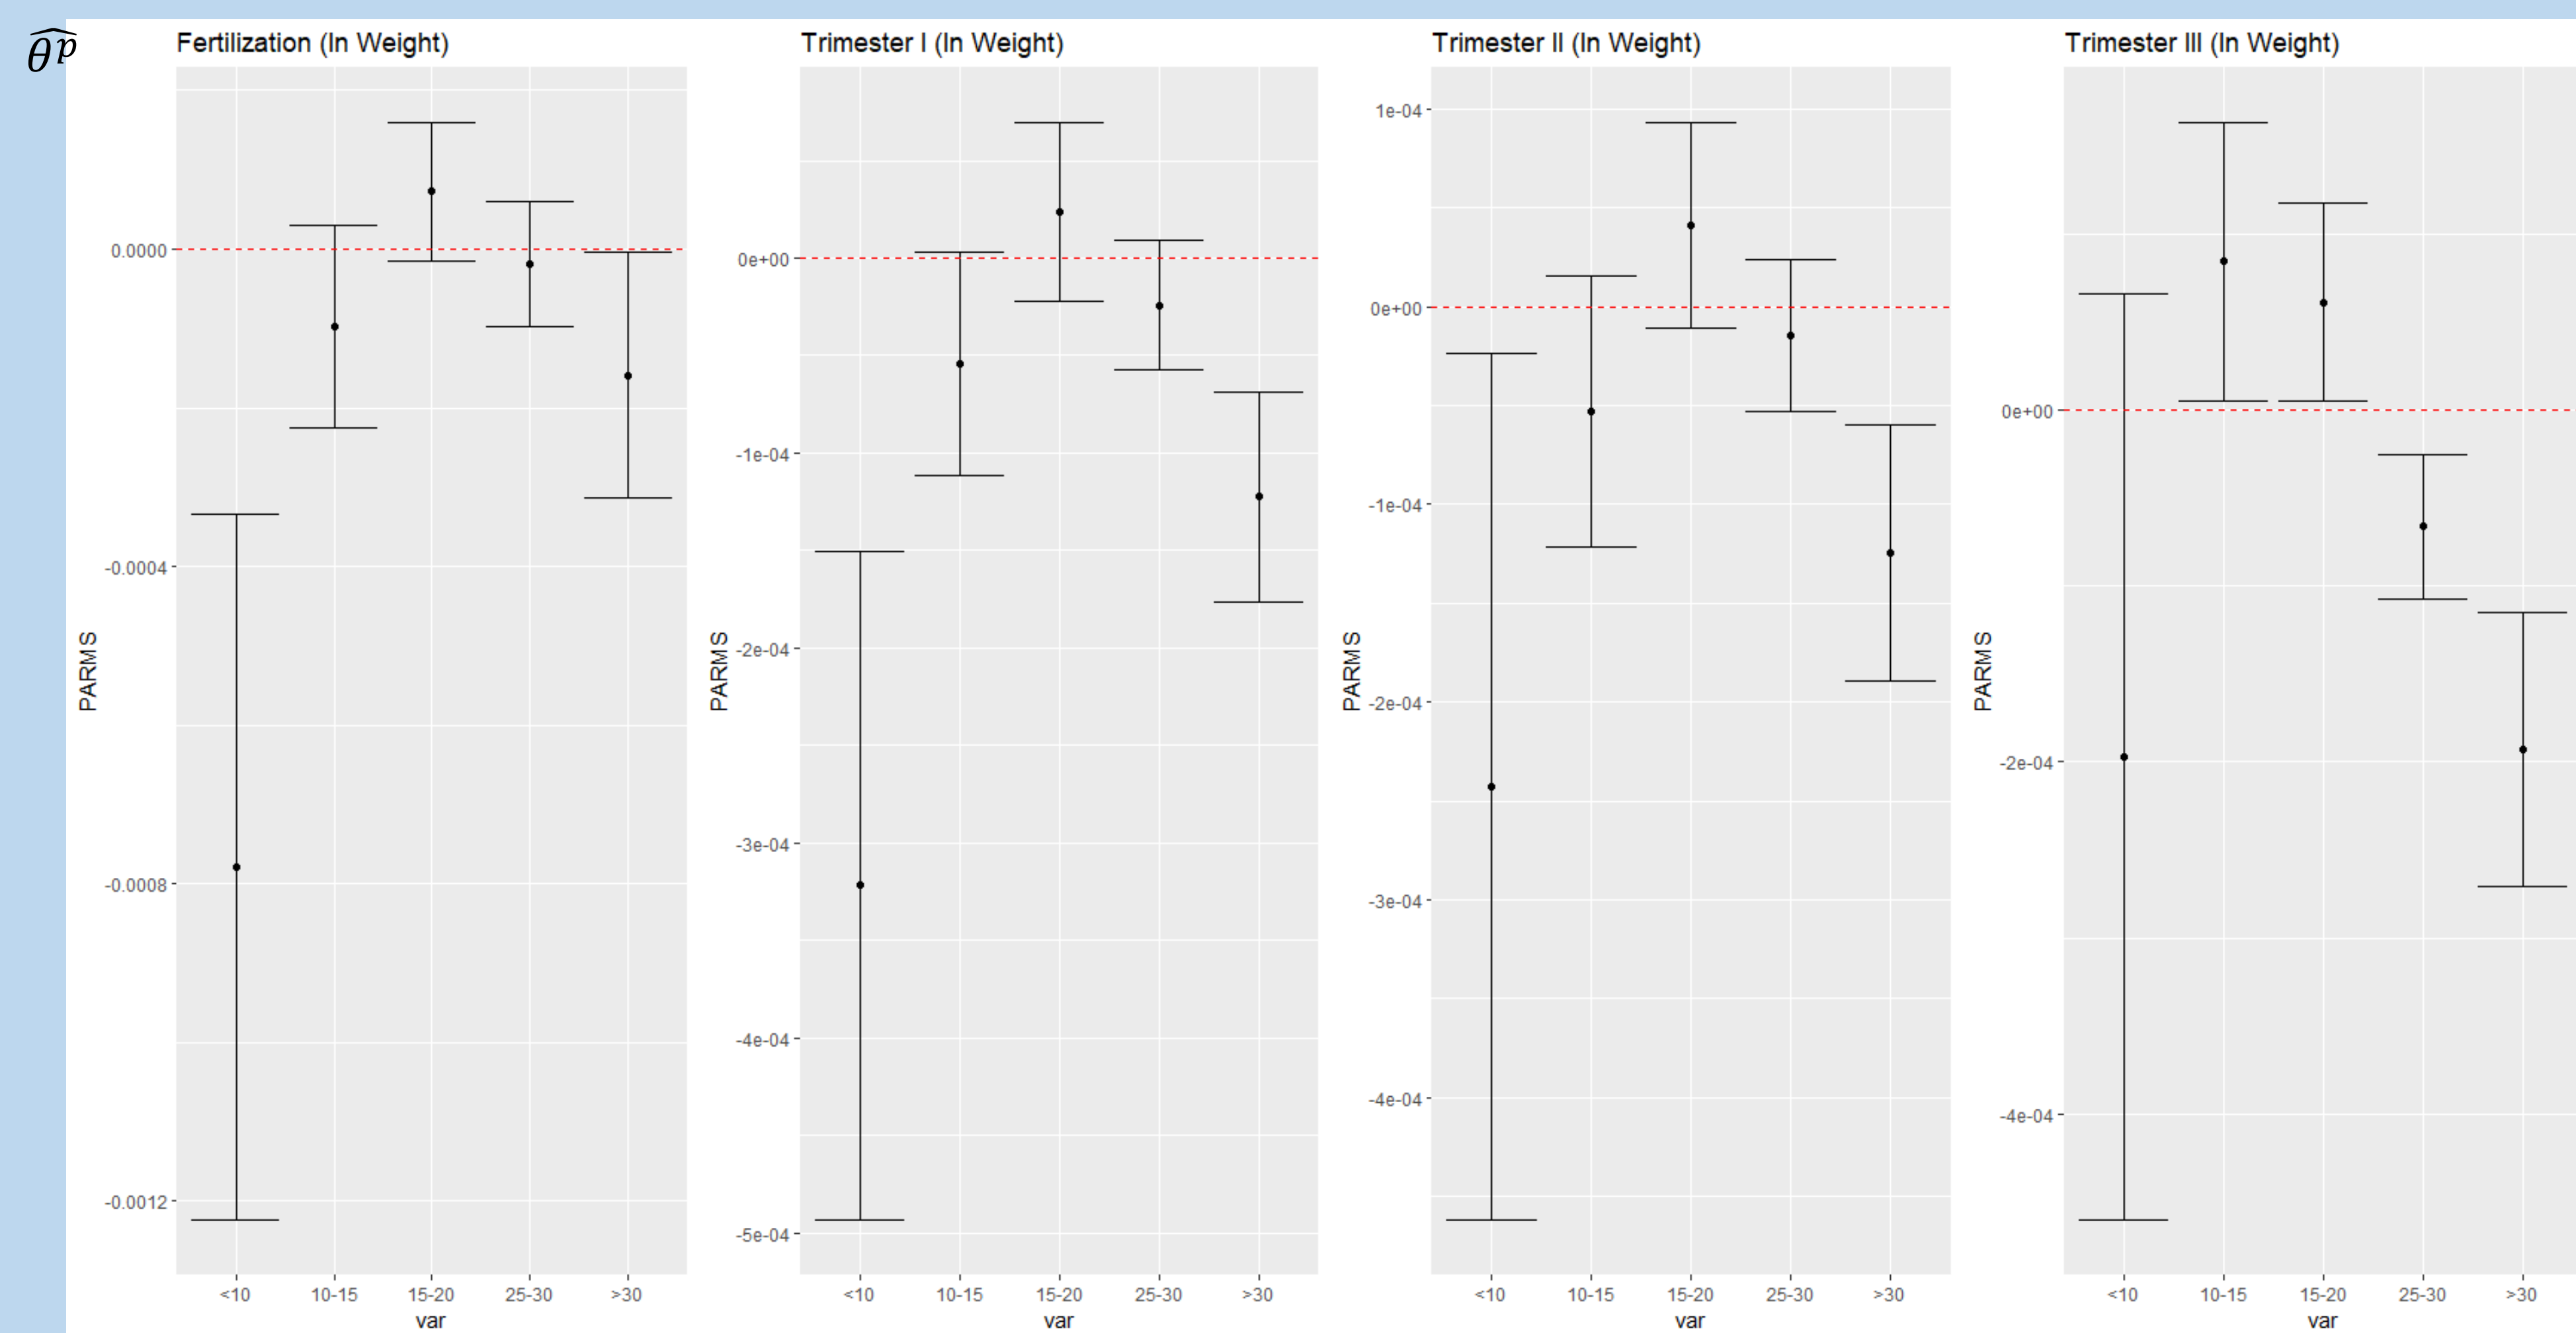 θ^p
Fertilization (ln Weight)
0.0000
-0.0004
-0.0008
-0.0012
PARMS
<10 10-15 15-20 25-30 >30
var
Trimester I (ln Weight)
0e+00
-1e-04
-2e-04
-3e-04
-4e-04
-5e-04
PARMS
<10 10-15 15-20 25-30 >30
var
Trimester II (ln Weight)
1e-04
0e+00
-1e-04
-2e-04
-3e-04
-4e-04
PARMS
<10 10-15 15-20 25-30 >30
var
Trimester III (ln Weight)
0e+00
-2e-04
-4e-04
PARMS
<10 10-15 15-20 25-30 >30
var